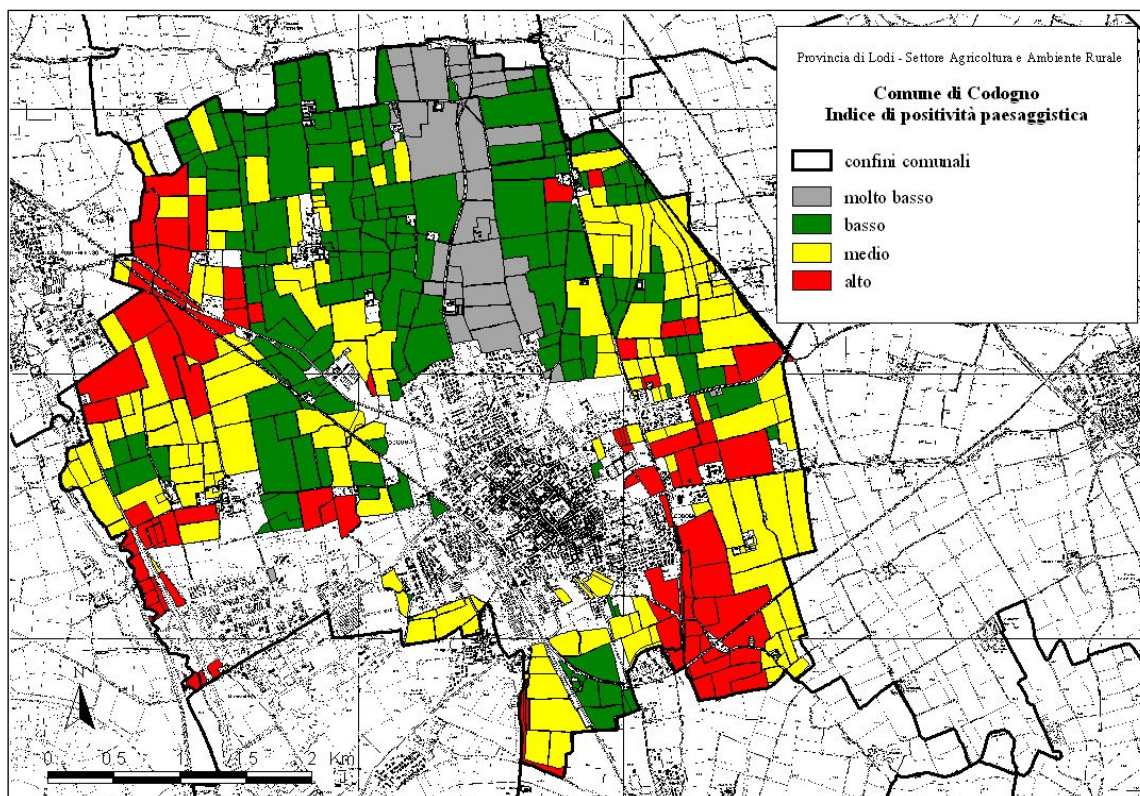 Provincia di Lodi - Settore Agricoltura e Ambiente Rurale
Comune di Codogno
Indice di positività paesaggistica
confini comunali
molto basso
basso
medio
alto
N
0 0.5 1 1.5 2 Km